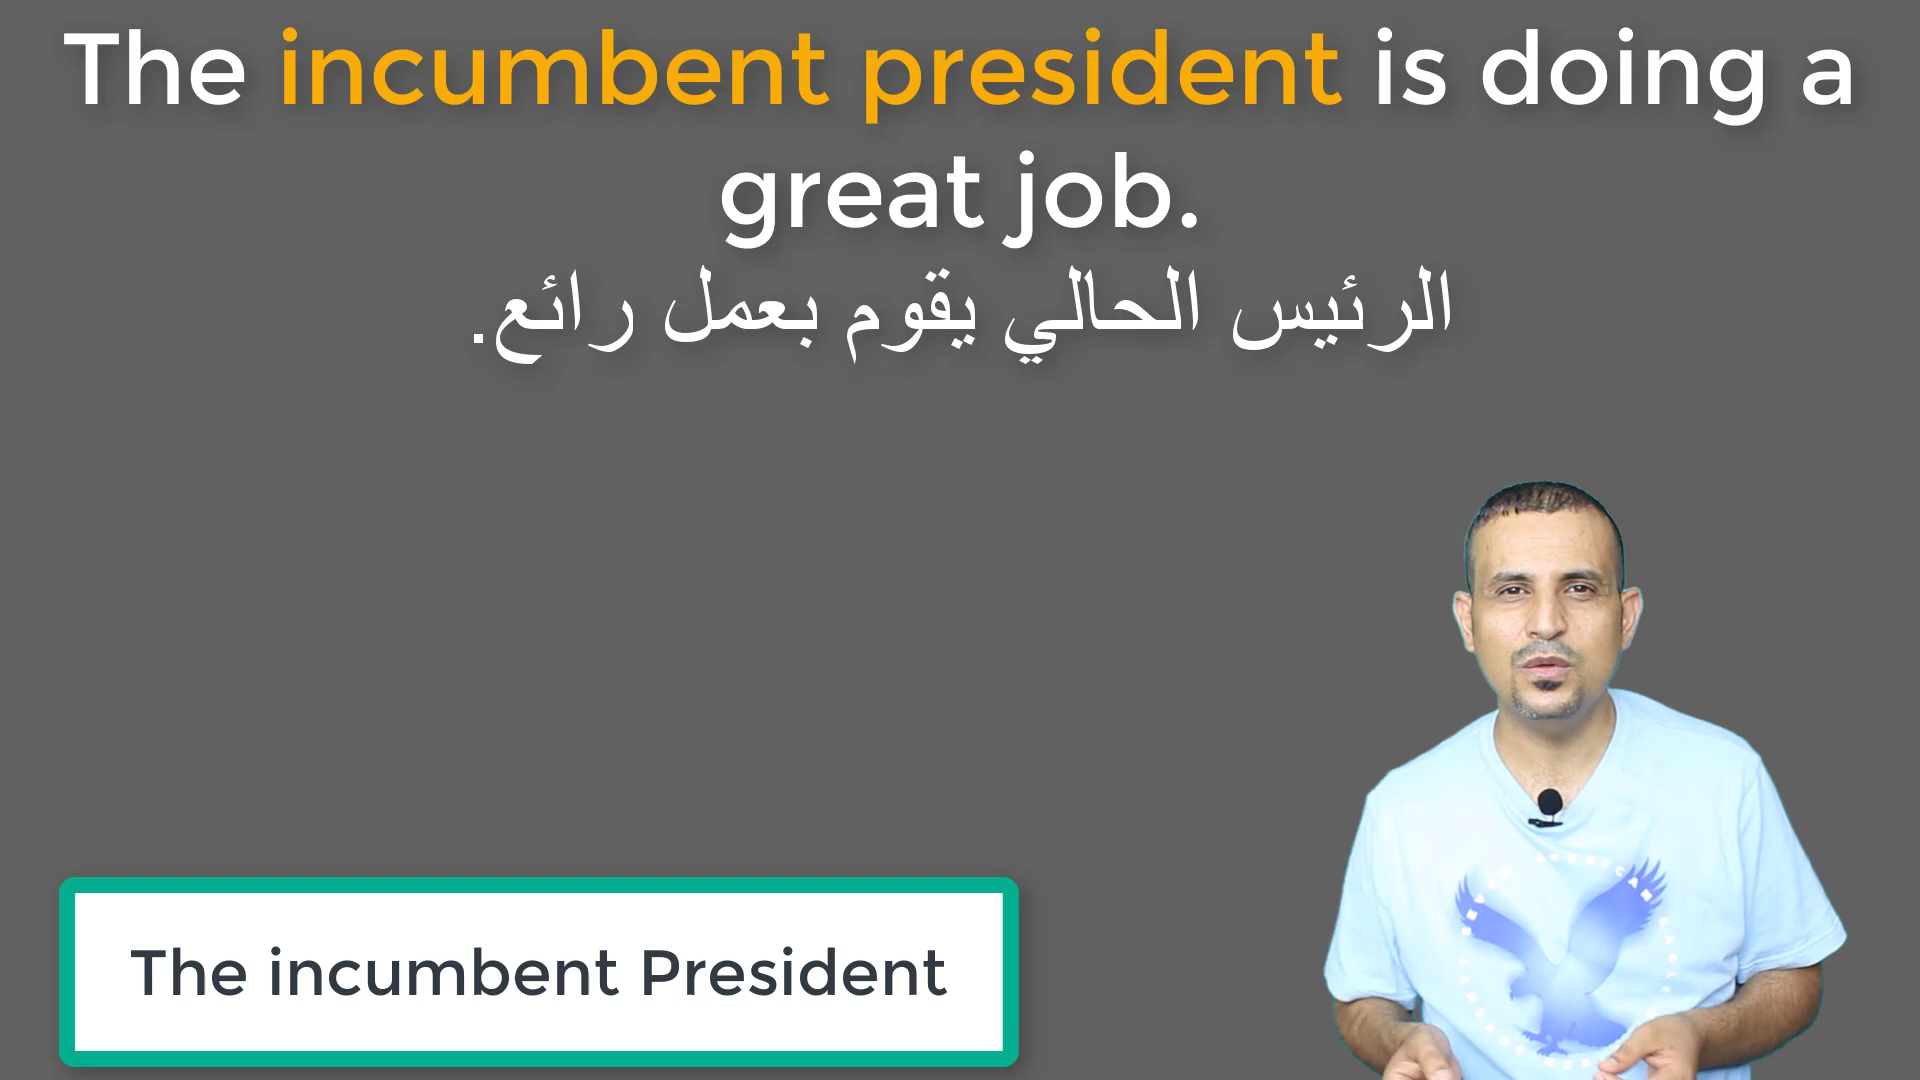 The incumbent president is doing a
great job.
الرئيس الحالي يقوم بعمل رائع.
The incumbent President